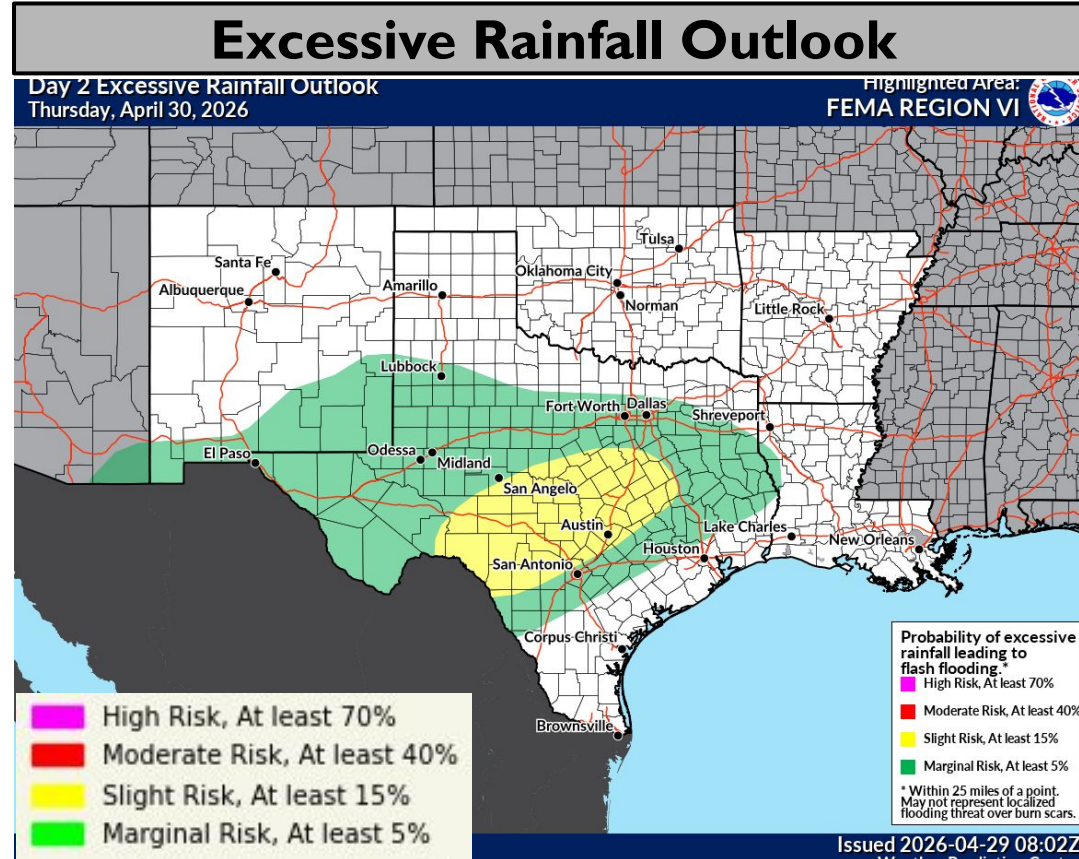 Excessive Rainfall Outlook
Day 2 Excessive Rainfall Outlook
Thursday, April 30, 2026
Highlighted Area:
FEMA REGION VI
Tulsa
Santa Fe
Oklahoma City
Albuquerque
Amarillo
Norman
Little Rock
Lubbock
Fort Worth
Dallas
Shreveport
El Paso
Odessa
Midland
San Angelo
Austin
Lake Charles
New Orleans
Houston
San Antonio
Corpus Christi
Brownsville
Probability of excessive
rainfall leading to
flash flooding.*
High Risk, At least 70%
Moderate Risk, At least 40%
Slight Risk, At least 15%
Marginal Risk, At least 5%
* Within 25 miles of a point.
May not represent localized
flooding threat over burn scars.
High Risk, At least 70%
Moderate Risk, At least 40%
Slight Risk, At least 15%
Marginal Risk, At least 5%
Issued 2026-04-29 08:02Z
Weather Prediction Center